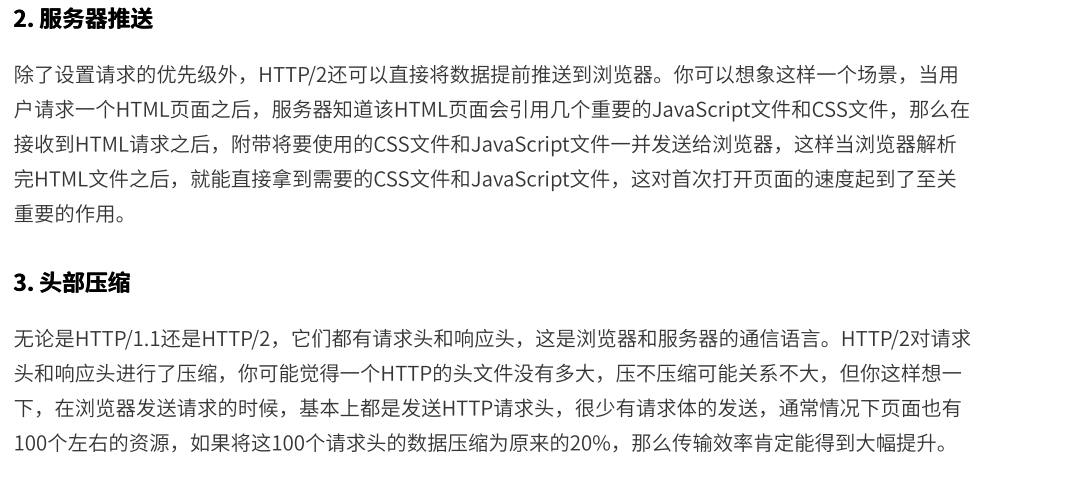 2. 服务器推送
除了设置请求的优先级外，HTTP/2还可以直接将数据提前推送到浏览器。你可以想象这样一个场景，当用
户请求一个HTML页面之后，服务器知道该HTML页面会引用几个重要的JavaScript文件和CSS文件，那么在
接收到HTML请求之后，附带将要使用的CSS文件和JavaScript文件一并发送给浏览器，这样当浏览器解析
完HTML文件之后，就能直接拿到需要的CSS文件和JavaScript文件，这对首次打开页面的速度起到了至关
重要的作用。
3. 头部压缩
无论是HTTP/1.1还是HTTP/2，它们都有请求头和响应头，这是浏览器和服务器的通信语言。HTTP/2对请求
头和响应头进行了压缩，你可能觉得一个HTTP的头文件没有多大，压不压缩可能关系不大，但你这样想一
下，在浏览器发送请求的时候，基本上都是发送HTTP请求头，很少有请求体的发送，通常情况下页面也有
100个左右的资源，如果将这100个请求头的数据压缩为原来的20%，那么传输效率肯定能得到大幅提升。